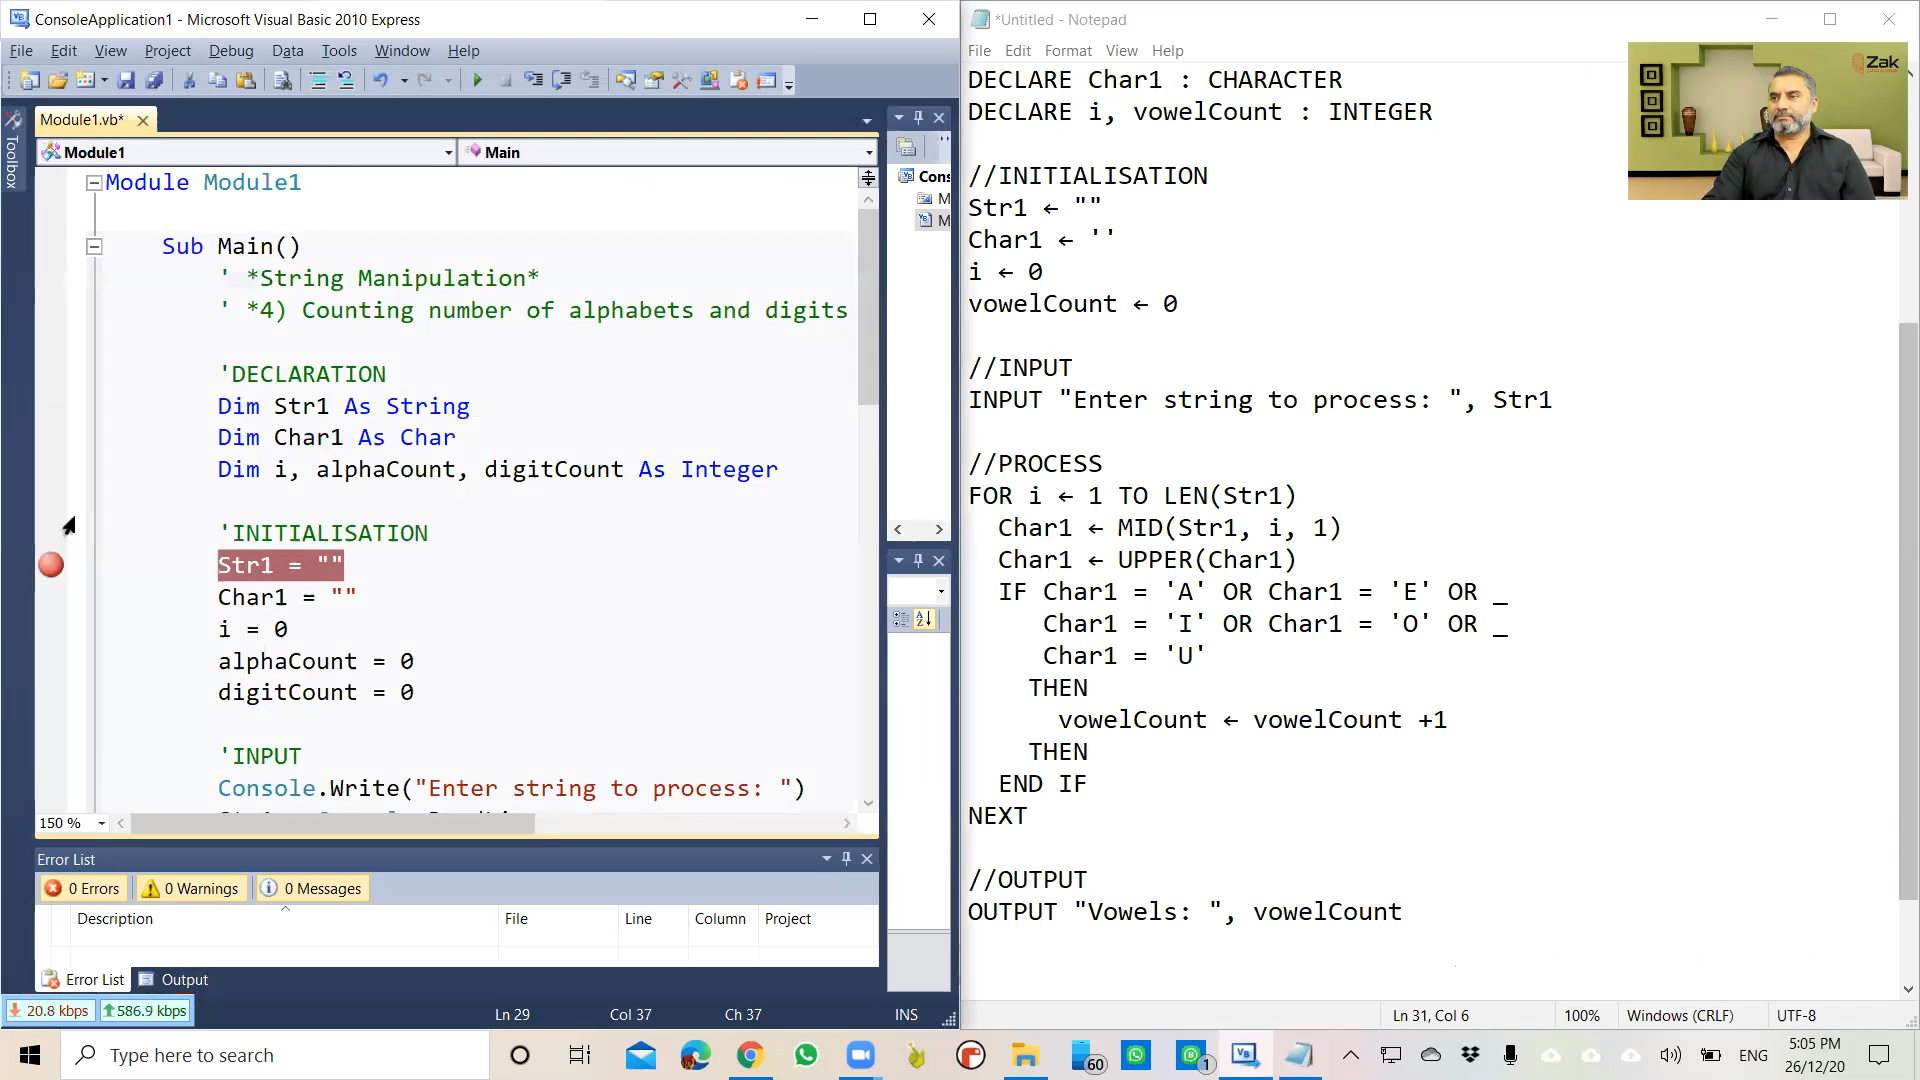 ConsoleApplication1 - Microsoft Visual Basic 2010 Express
File Edit View Project Debug Data Tools Window Help
Toolbox
Module1.vb*
Module1
Main
Module Module1
Sub Main()
' *String Manipulation*
' *4) Counting number of alphabets and digits
'DECLARATION
Dim Str1 As String
Dim Char1 As Char
Dim i, alphaCount, digitCount As Integer
'INITIALISATION
Str1 = ""
Char1 = ""
i = 0
alphaCount = 0
digitCount = 0
'INPUT
Console.Write("Enter string to process: ")
150 %
Cons
M
M
Error List
0 Errors
0 Warnings
0 Messages
Description File Line Column Project
Error List
Output
20.8 kbps
586.9 kbps
Ln 29 Col 37 Ch 37 INS
*Untitled - Notepad
File Edit Format View Help
DECLARE Char1 : CHARACTER
DECLARE i, vowelCount : INTEGER
//INITIALISATION
Str1 ← ""
Char1 ← ''
i ← 0
vowelCount ← 0
//INPUT
INPUT "Enter string to process: ", Str1
//PROCESS
FOR i ← 1 TO LEN(Str1)
Char1 ← MID(Str1, i, 1)
Char1 ← UPPER(Char1)
IF Char1 = 'A' OR Char1 = 'E' OR _
Char1 = 'I' OR Char1 = 'O' OR _
Char1 = 'U'
THEN
vowelCount ← vowelCount +1
THEN
END IF
NEXT
//OUTPUT
OUTPUT "Vowels: ", vowelCount
Ln 31, Col 6 100% Windows (CRLF) UTF-8
Zak
Type here to search
60
1
ENG
5:05 PM
26/12/20